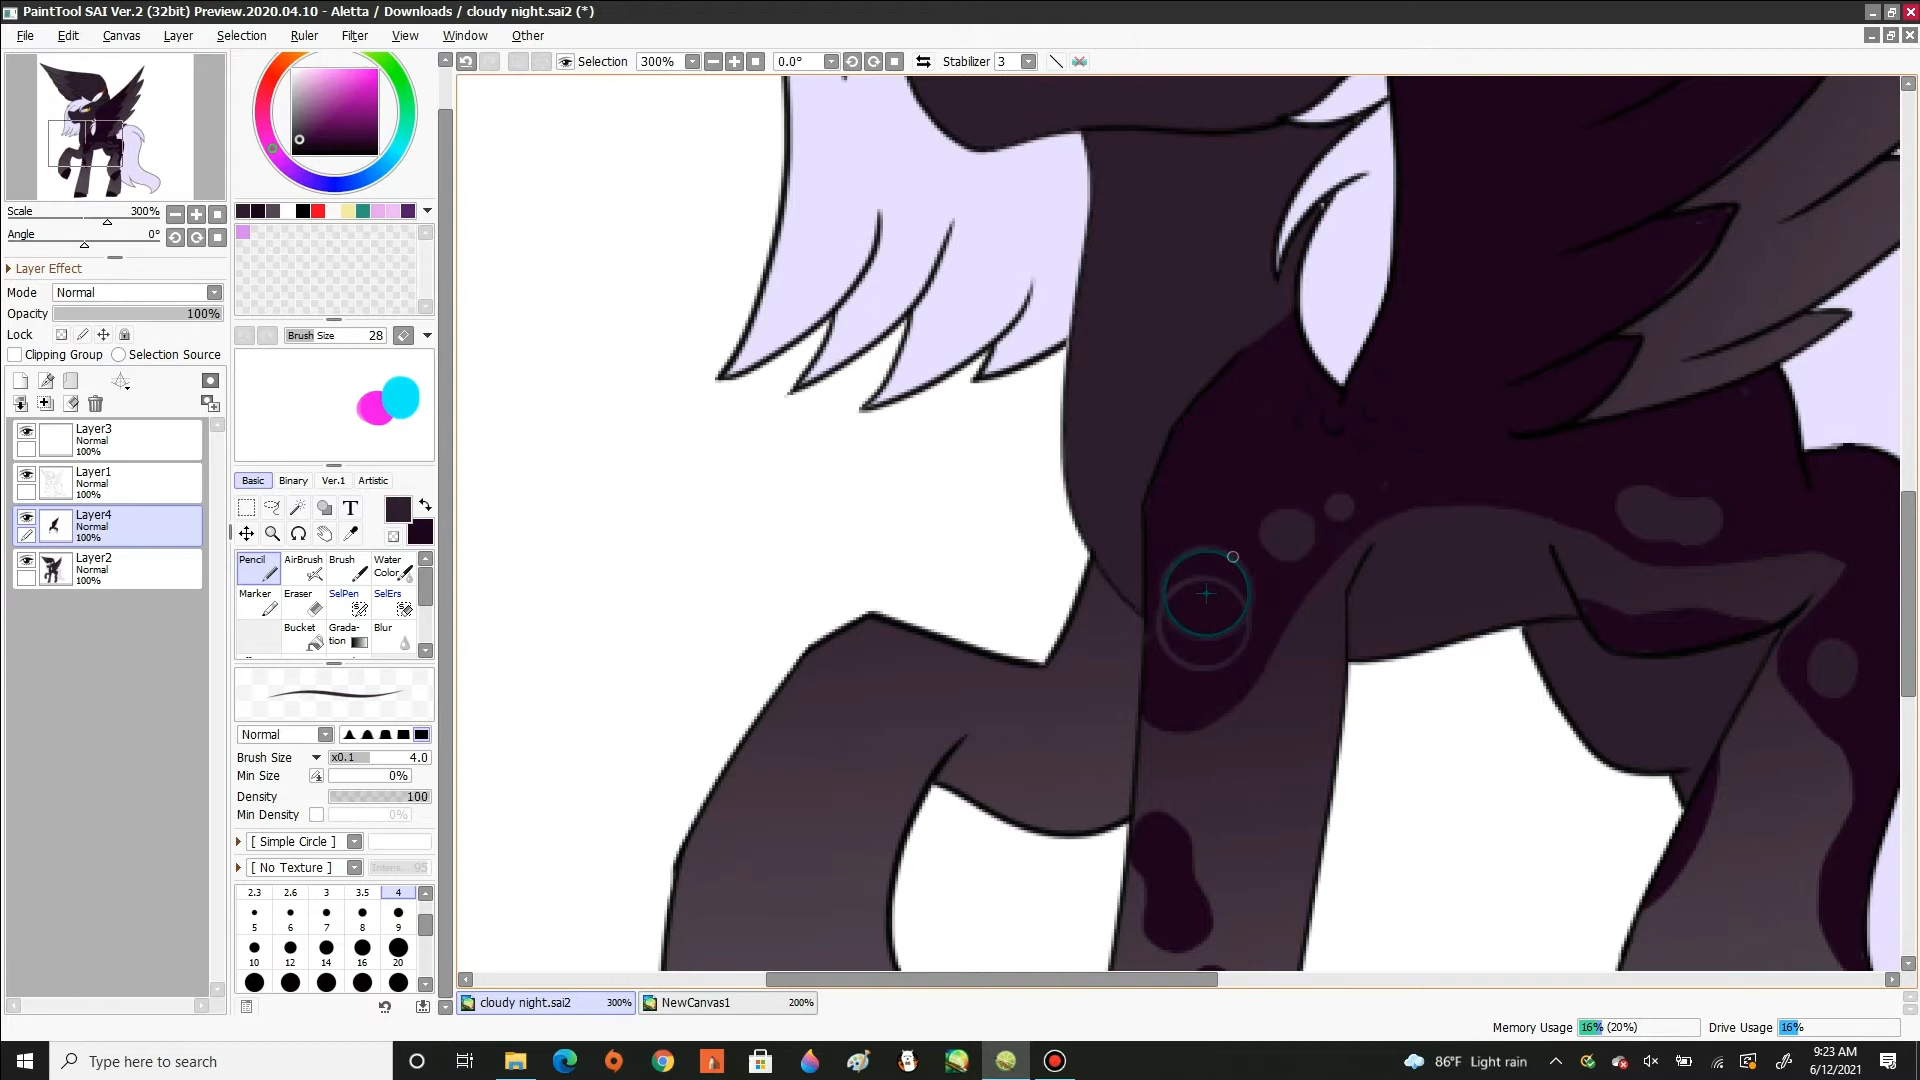 PaintTool SAI Ver.2 (32bit) Preview.2020.04.10 - Aletta / Downloads / cloudy night.sai2 (*)
File Edit Canvas Layer Selection Ruler Filter View Window Other
Selection 300% 0.0° Stabilizer 3
Scale 300%
Angle 0°
Layer Effect
Mode Normal
Opacity 100%
Lock
Clipping Group Selection Source
Layer3
Normal
100%
Layer1
Normal
100%
Layer4
Normal
100%
Layer2
Normal
100%
Brush Size 28
Basic Binary Ver.1 Artistic
T
Pencil AirBrush Brush Water
Color
Marker Eraser SelPen SelErs
Bucket Grada-
tion Blur
Normal
Brush Size x0.1 4.0
Min Size 0%
Density 100
Min Density 0%
[ Simple Circle ]
[ No Texture ] Intens. 95
2.3 2.6 3 3.5 4
5 6 7 8 9
10 12 14 16 20
cloudy night.sai2 300% NewCanvas1 200%
Memory Usage 16% (20%) Drive Usage 16%
Type here to search
86°F Light rain
9:23 AM
6/12/2021